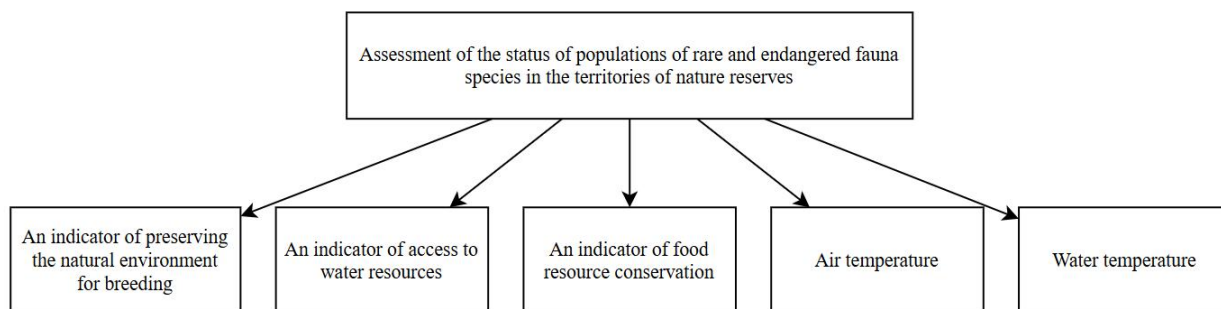 Assessment of the status of populations of rare and endangered fauna
species in the territories of nature reserves
An indicator of preserving
the natural environment
for breeding
An indicator of access to
water resources
An indicator of food
resource conservation
Air temperature
Water temperature